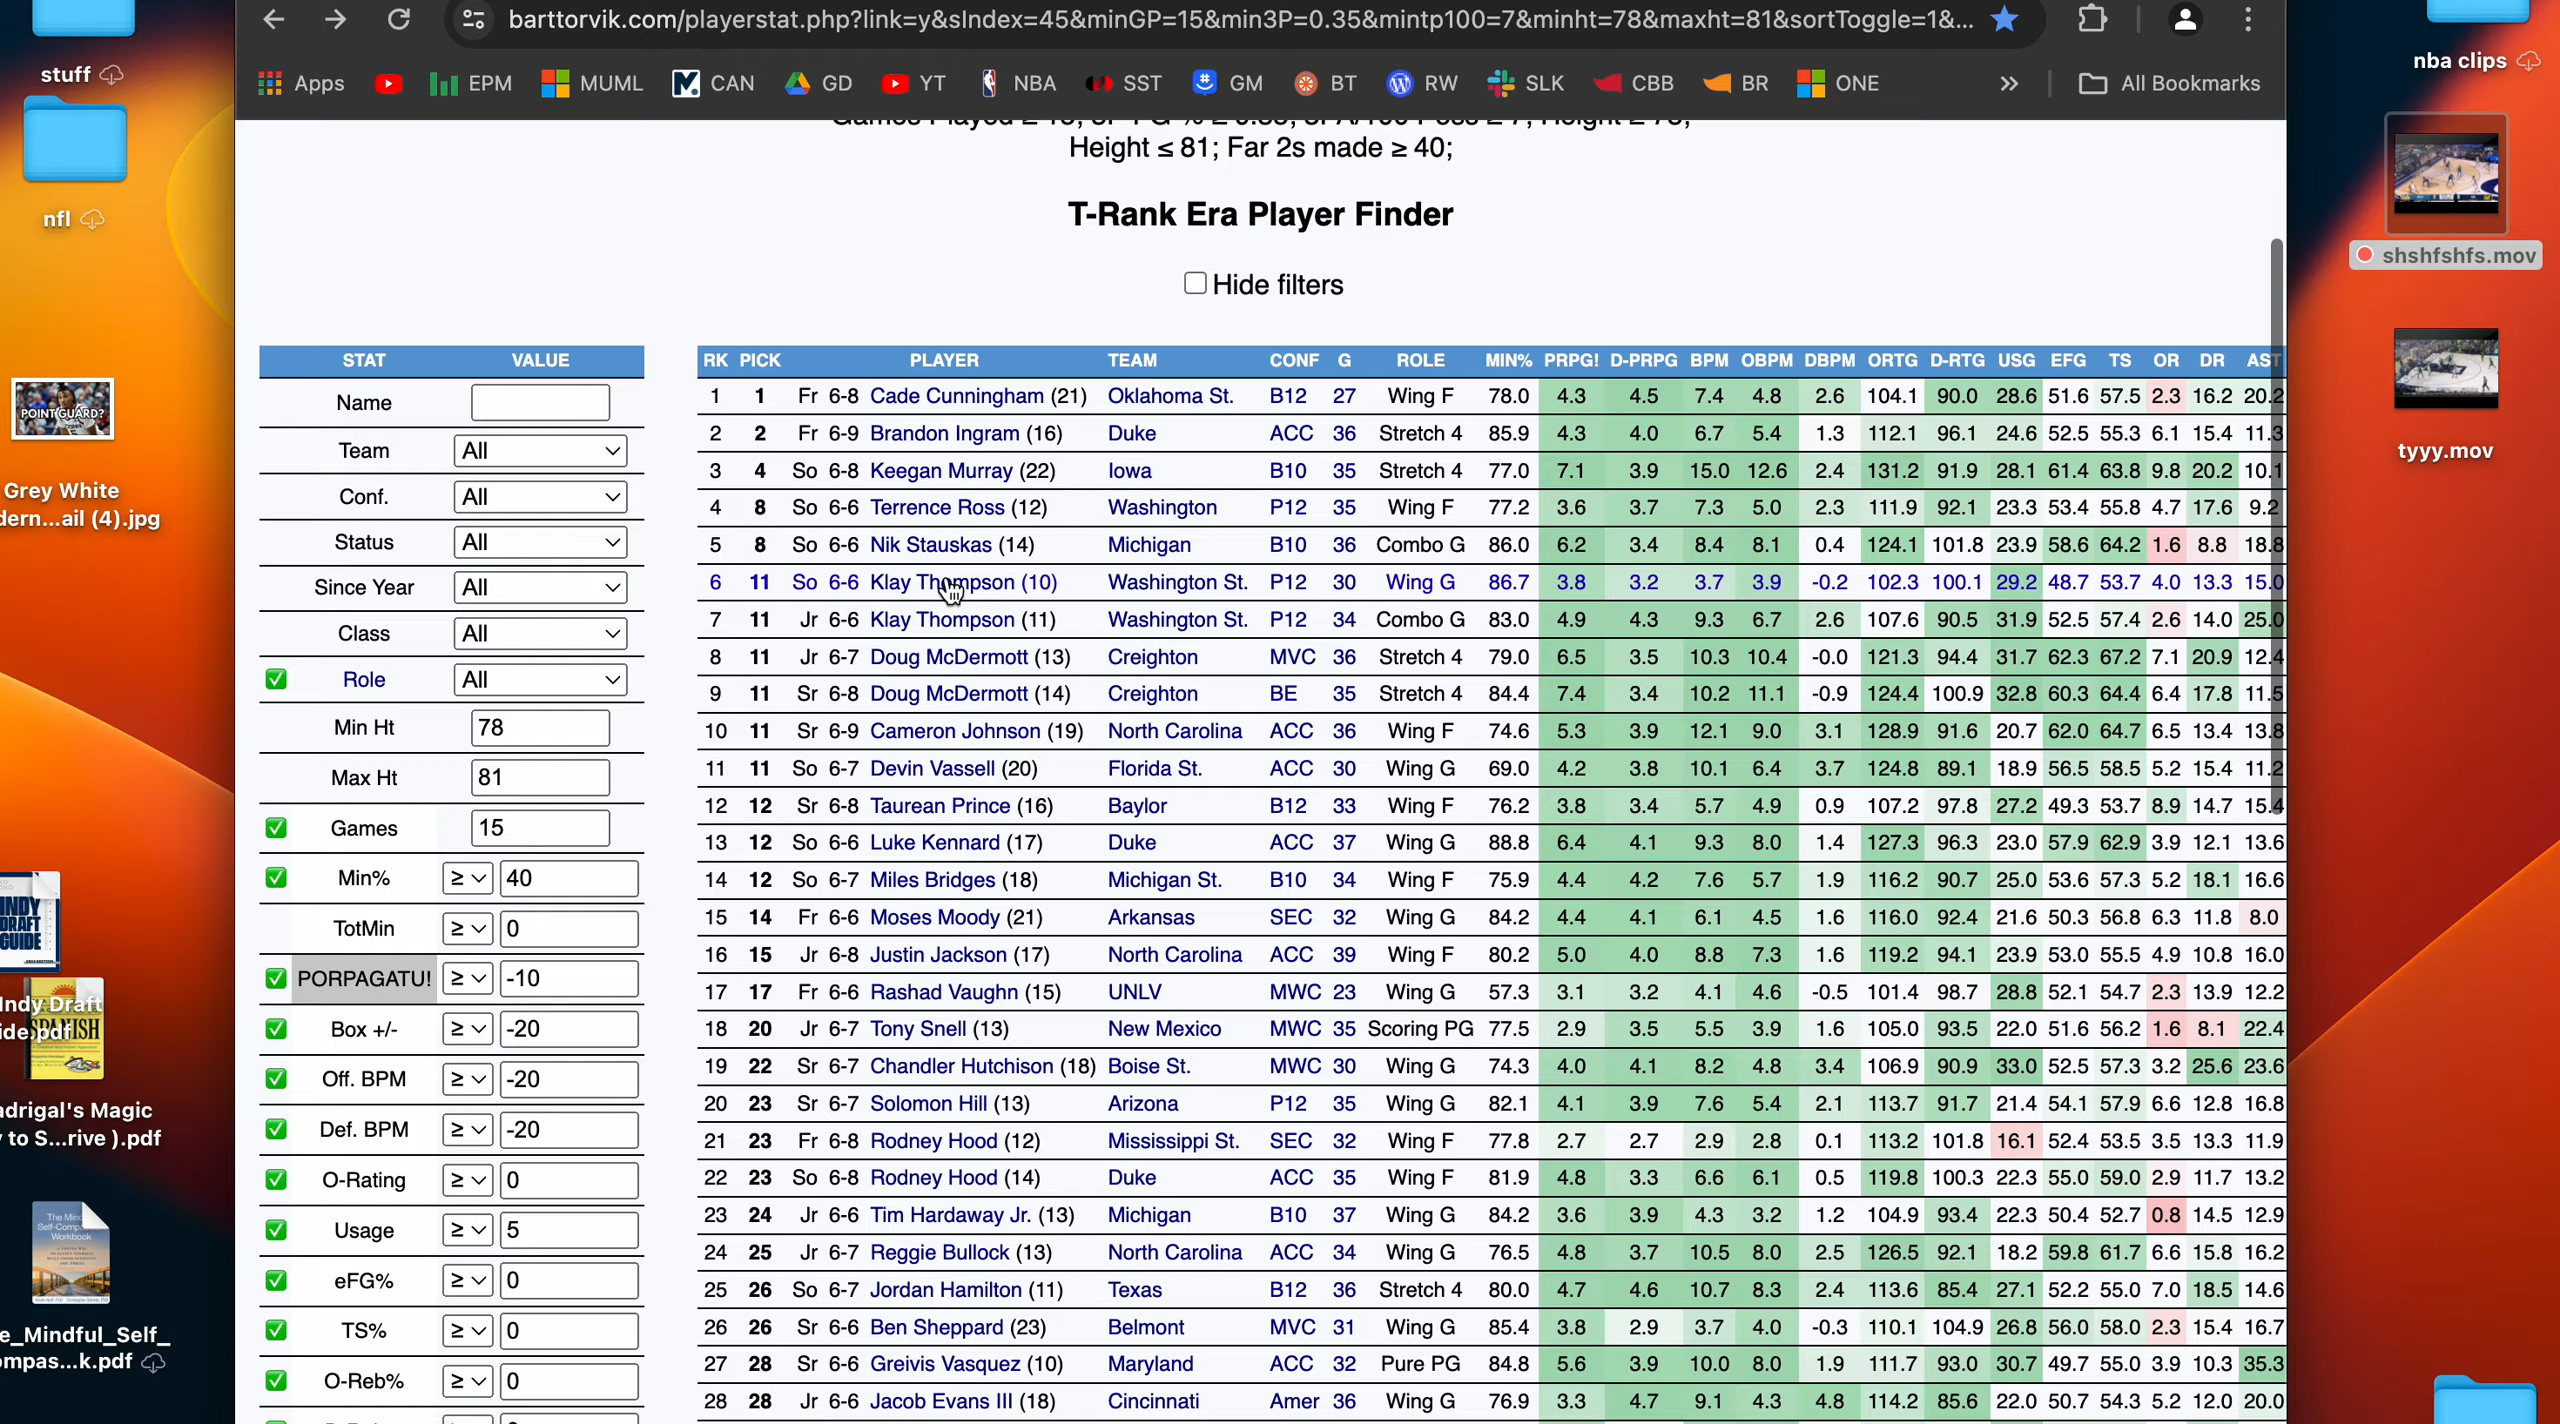 barttorvik.com/playerstat.php?link=y&sIndex=45&minGP=15&min3P=0.35&mintp100=7&minht=78&maxht=81&sortToggle=1&...
Apps EPM MUML CAN GD YT NBA SST GM BT RW SLK CBB BR ONE » All Bookmarks
stuff
nfl
POINT GUARD?
Grey White
dern...ail (4).jpg
INDY
DRAFT
GUIDE
Indy Draft
ide.pdf
SPANISH
adrigal's Magic
y to S...rive ).pdf
e_Mindful_Self_
ompas...k.pdf
nba clips
shshfshfs.mov
tyyy.mov
Height ≤ 81; Far 2s made ≥ 40;
T-Rank Era Player Finder
Hide filters
STAT VALUE
Name
Team All
Conf. All
Status All
Since Year All
Class All
Role All
Min Ht 78
Max Ht 81
Games 15
Min% ≥ 40
TotMin ≥ 0
PORPAGATU! ≥ -10
Box +/- ≥ -20
Off. BPM ≥ -20
Def. BPM ≥ -20
O-Rating ≥ 0
Usage ≥ 5
eFG% ≥ 0
TS% ≥ 0
O-Reb% ≥ 0
RK PICK PLAYER TEAM CONF G ROLE MIN% PRPG! D-PRPG BPM OBPM DBPM ORTG D-RTG USG EFG TS OR DR AST
1 1 Fr 6-8 Cade Cunningham (21) Oklahoma St. B12 27 Wing F 78.0 4.3 4.5 7.4 4.8 2.6 104.1 90.0 28.6 51.6 57.5 2.3 16.2 20.2
2 2 Fr 6-9 Brandon Ingram (16) Duke ACC 36 Stretch 4 85.9 4.3 4.0 6.7 5.4 1.3 112.1 96.1 24.6 52.5 55.3 6.1 15.4 11.3
3 4 So 6-8 Keegan Murray (22) Iowa B10 35 Stretch 4 77.0 7.1 3.9 15.0 12.6 2.4 131.2 91.9 28.1 61.4 63.8 9.8 20.2 10.1
4 8 So 6-6 Terrence Ross (12) Washington P12 35 Wing F 77.2 3.6 3.7 7.3 5.0 2.3 111.9 92.1 23.3 53.4 55.8 4.7 17.6 9.2
5 8 So 6-6 Nik Stauskas (14) Michigan B10 36 Combo G 86.0 6.2 3.4 8.4 8.1 0.4 124.1 101.8 23.9 58.6 64.2 1.6 8.8 18.8
6 11 So 6-6 Klay Thompson (10) Washington St. P12 30 Wing G 86.7 3.8 3.2 3.7 3.9 -0.2 102.3 100.1 29.2 48.7 53.7 4.0 13.3 15.0
7 11 Jr 6-6 Klay Thompson (11) Washington St. P12 34 Combo G 83.0 4.9 4.3 9.3 6.7 2.6 107.6 90.5 31.9 52.5 57.4 2.6 14.0 25.0
8 11 Jr 6-7 Doug McDermott (13) Creighton MVC 36 Stretch 4 79.0 6.5 3.5 10.3 10.4 -0.0 121.3 94.4 31.7 62.3 67.2 7.1 20.9 12.4
9 11 Sr 6-8 Doug McDermott (14) Creighton BE 35 Stretch 4 84.4 7.4 3.4 10.2 11.1 -0.9 124.4 100.9 32.8 60.3 64.4 6.4 17.8 11.5
10 11 Sr 6-9 Cameron Johnson (19) North Carolina ACC 36 Wing F 74.6 5.3 3.9 12.1 9.0 3.1 128.9 91.6 20.7 62.0 64.7 6.5 13.4 13.8
11 11 So 6-7 Devin Vassell (20) Florida St. ACC 30 Wing G 69.0 4.2 3.8 10.1 6.4 3.7 124.8 89.1 18.9 56.5 58.5 5.2 15.4 11.2
12 12 Sr 6-8 Taurean Prince (16) Baylor B12 33 Wing F 76.2 3.8 3.4 5.7 4.9 0.9 107.2 97.8 27.2 49.3 53.7 8.9 14.7 15.4
13 12 So 6-6 Luke Kennard (17) Duke ACC 37 Wing G 88.8 6.4 4.1 9.3 8.0 1.4 127.3 96.3 23.0 57.9 62.9 3.9 12.1 13.6
14 12 So 6-7 Miles Bridges (18) Michigan St. B10 34 Wing F 75.9 4.4 4.2 7.6 5.7 1.9 116.2 90.7 25.0 53.6 57.3 5.2 18.1 16.6
15 14 Fr 6-6 Moses Moody (21) Arkansas SEC 32 Wing G 84.2 4.4 4.1 6.1 4.5 1.6 116.0 92.4 21.6 50.3 56.8 6.3 11.8 8.0
16 15 Jr 6-8 Justin Jackson (17) North Carolina ACC 39 Wing F 80.2 5.0 4.0 8.8 7.3 1.6 119.2 94.1 23.9 53.0 55.5 4.9 10.8 16.0
17 17 Fr 6-6 Rashad Vaughn (15) UNLV MWC 23 Wing G 57.3 3.1 3.2 4.1 4.6 -0.5 101.4 98.7 28.8 52.1 54.7 2.3 13.9 12.2
18 20 Jr 6-7 Tony Snell (13) New Mexico MWC 35 Scoring PG 77.5 2.9 3.5 5.5 3.9 1.6 105.0 93.5 22.0 51.6 56.2 1.6 8.1 22.4
19 22 Sr 6-7 Chandler Hutchison (18) Boise St. MWC 30 Wing G 74.3 4.0 4.1 8.2 4.8 3.4 106.9 90.9 33.0 52.5 57.3 3.2 25.6 23.6
20 23 Sr 6-7 Solomon Hill (13) Arizona P12 35 Wing G 82.1 4.1 3.9 7.6 5.4 2.1 113.7 91.7 21.4 54.1 57.9 6.6 12.8 16.8
21 23 Fr 6-8 Rodney Hood (12) Mississippi St. SEC 32 Wing F 77.8 2.7 2.7 2.9 2.8 0.1 113.2 101.8 16.1 52.4 53.5 3.5 13.3 11.9
22 23 So 6-8 Rodney Hood (14) Duke ACC 35 Wing F 81.9 4.8 3.3 6.6 6.1 0.5 119.8 100.3 22.3 55.0 59.0 2.9 11.7 13.2
23 24 Jr 6-6 Tim Hardaway Jr. (13) Michigan B10 37 Wing G 84.2 3.6 3.9 4.3 3.2 1.2 104.9 93.4 22.3 50.4 52.7 0.8 14.5 12.9
24 25 Jr 6-7 Reggie Bullock (13) North Carolina ACC 34 Wing G 76.5 4.8 3.7 10.5 8.0 2.5 126.5 92.1 18.2 59.8 61.7 6.6 15.8 16.2
25 26 So 6-7 Jordan Hamilton (11) Texas B12 36 Stretch 4 80.0 4.7 4.6 10.7 8.3 2.4 113.6 85.4 27.1 52.2 55.0 7.0 18.5 14.6
26 26 Sr 6-6 Ben Sheppard (23) Belmont MVC 31 Wing G 85.4 3.8 2.9 3.7 4.0 -0.3 110.1 104.9 26.8 56.0 58.0 2.3 15.4 16.7
27 28 Sr 6-6 Greivis Vasquez (10) Maryland ACC 32 Pure PG 84.8 5.6 3.9 10.0 8.0 1.9 111.7 93.0 30.7 49.7 55.0 3.9 10.3 35.3
28 28 Jr 6-6 Jacob Evans III (18) Cincinnati Amer 36 Wing G 76.9 3.3 4.7 9.1 4.3 4.8 114.2 85.6 22.0 50.7 54.3 5.2 12.0 20.0